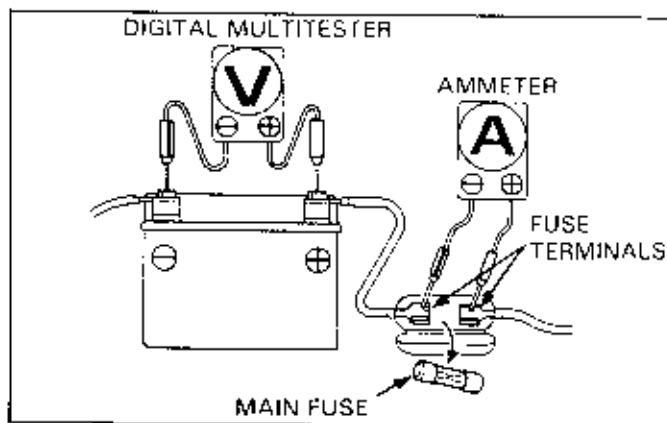 DIGITAL MULTITESTER
V
⊖ ⊕
AMMETER
A
⊖ ⊕
FUSE
TERMINALS
⊖ ⊕
MAIN FUSE